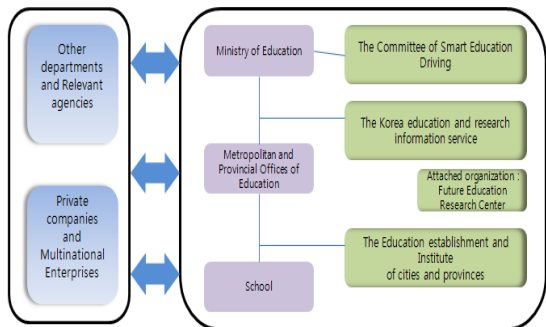 Other
departments
and Relevant
agencies
Private
companies
and
Multinational
Enterprises
Ministry of Education
Metropolitan and
Provincial Offices of
Education
School
The Committee of Smart Education
Driving
The Korea education and research
information service
Attached organization :
Future Education
Research Center
The Education establishment and
Institute
of cities and provinces